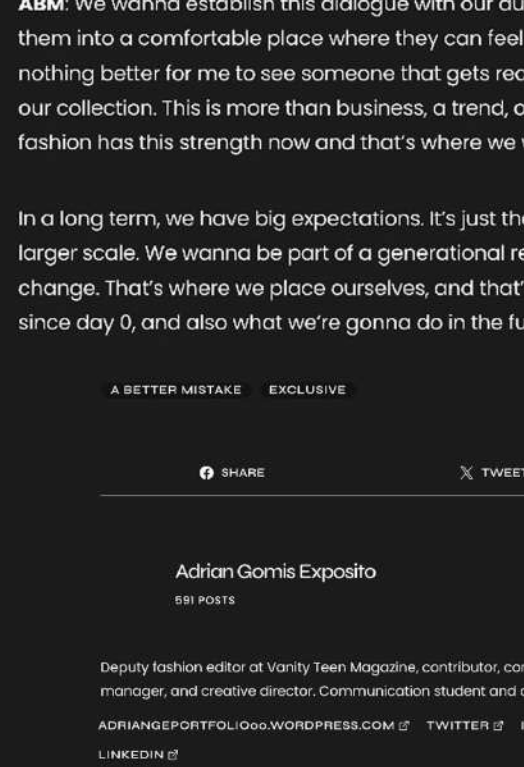 ABM: We wanna establish this dialogue with our au
them into a comfortable place where they can feel
nothing better for me to see someone that gets rec
our collection. This is more than business, a trend, c
fashion has this strength now and that's where we
In a long term, we have big expectations. It's just the
larger scale. We wanna be part of a generational re
change. That's where we place ourselves, and that'
since day 0, and also what we're gonna do in the fu
A BETTER MISTAKE EXCLUSIVE
SHARE TWEET
Adrian Gomis Exposito
591 POSTS
Deputy fashion editor at Vanity Teen Magazine, contributor, cor
manager, and creative director. Communication student and
ADRIANGEPORTFOLIO00.WORDPRESS.COM TWITTER
LINKEDIN